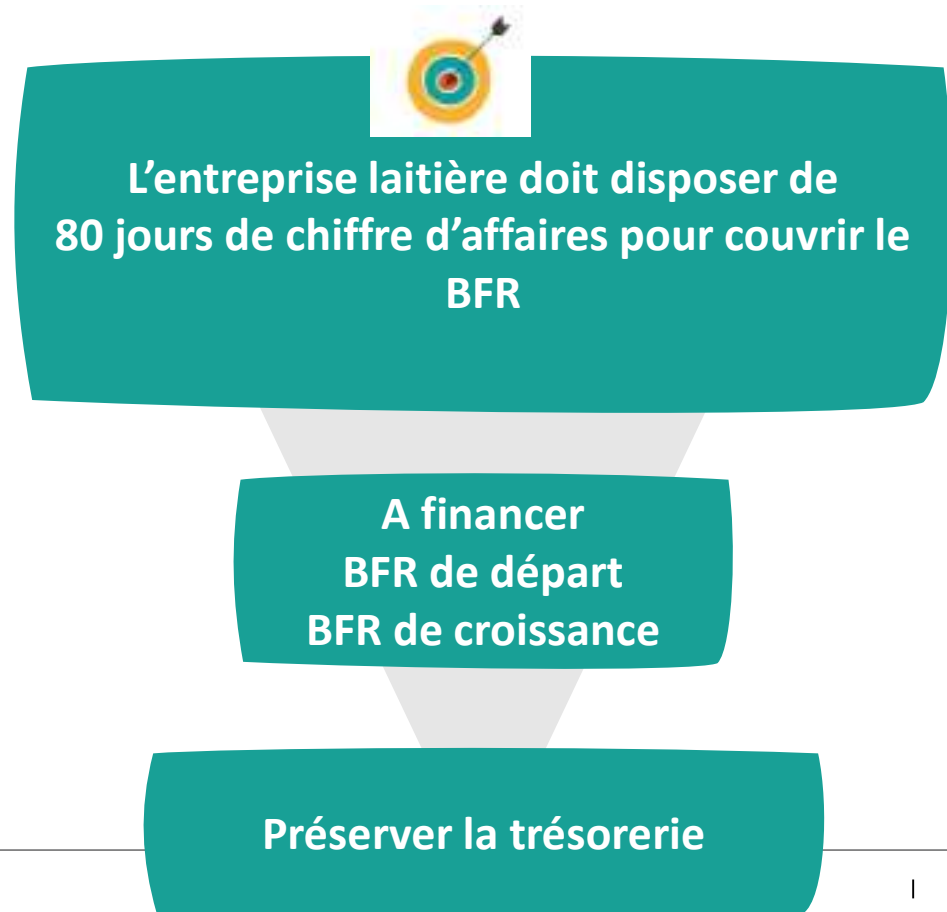 L’entreprise laitière doit disposer de
80 jours de chiffre d’affaires pour couvrir le
BFR
A financer
BFR de départ
BFR de croissance
Préserver la trésorerie
|